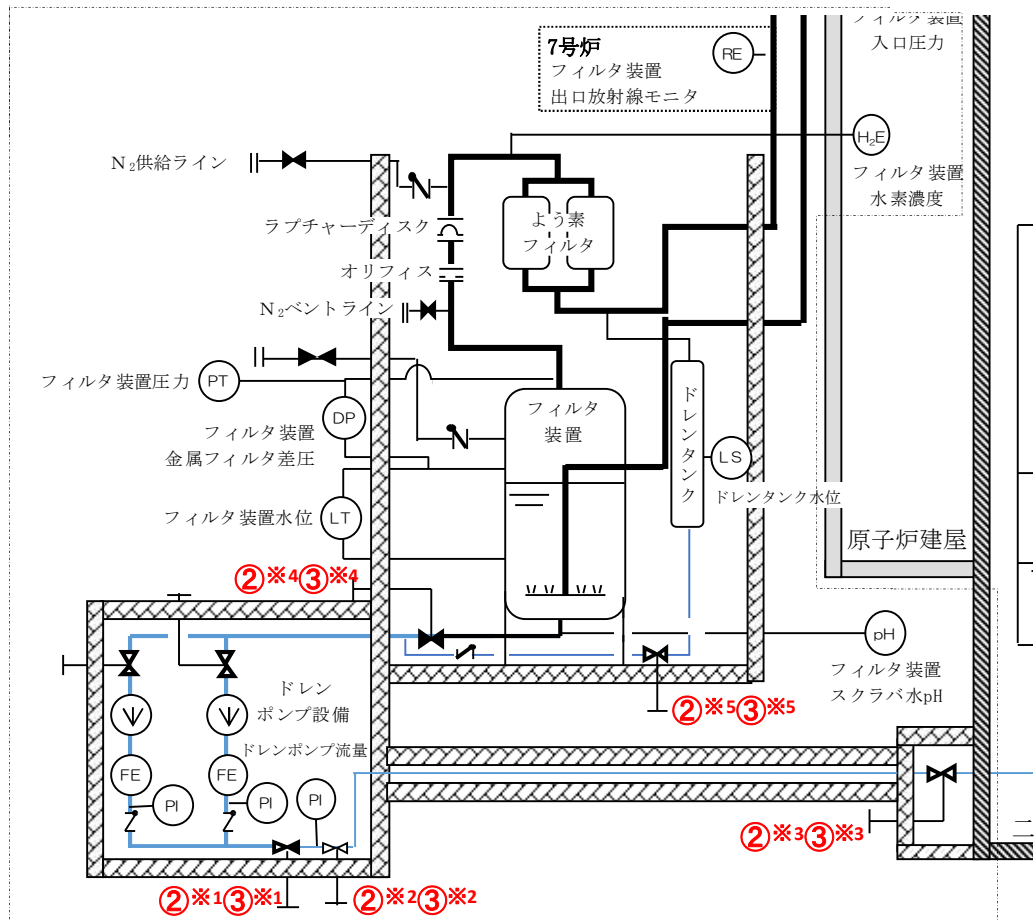 フィルタ装置
入口圧力
7号炉
フィルタ装置
出口放射線モニタ
RE
H₂E
フィルタ装置
水素濃度
N₂供給ライン
ラプチャーディスク
よう素
フィルタ
オリフィス
N₂ベントライン
フィルタ装置圧力
PT
DP
フィルタ装置
金属フィルタ差圧
フィルタ
装置
ドレンタンク
LS
ドレンタンク水位
フィルタ装置水位
LT
原子炉建屋
②※4③※4
pH
フィルタ装置
スクラバ水pH
②※5③※5
ドレン
ポンプ設備
ドレンポンプ流量
FE
FE
PI
PI
PI
②※3③※3
②※1③※1
②※2③※2
二